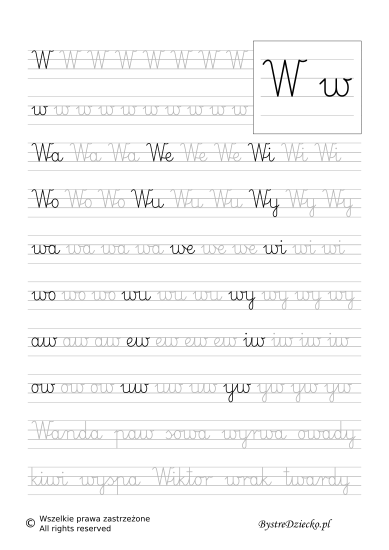 W W W W W W W W
W w
w w w w w w w w w w
Wa Wa Wa We We We Wi Wi Wi
Wo Wo Wo Wu Wu Wu Wy Wy Wy
wa wa wa wa we we we wi wi wi
wo wo wo wu wu wu wy wy wy wy
aw aw aw ew ew ew ew iw iw iw iw
ow ow ow uw uw uw yw yw yw yw
Wanda paw sowa wyrwa owady
kiwi wyspa Wiktor wrak twardy
© Wszelkie prawa zastrzeżone
All rights reserved
BystreDziecko.pl